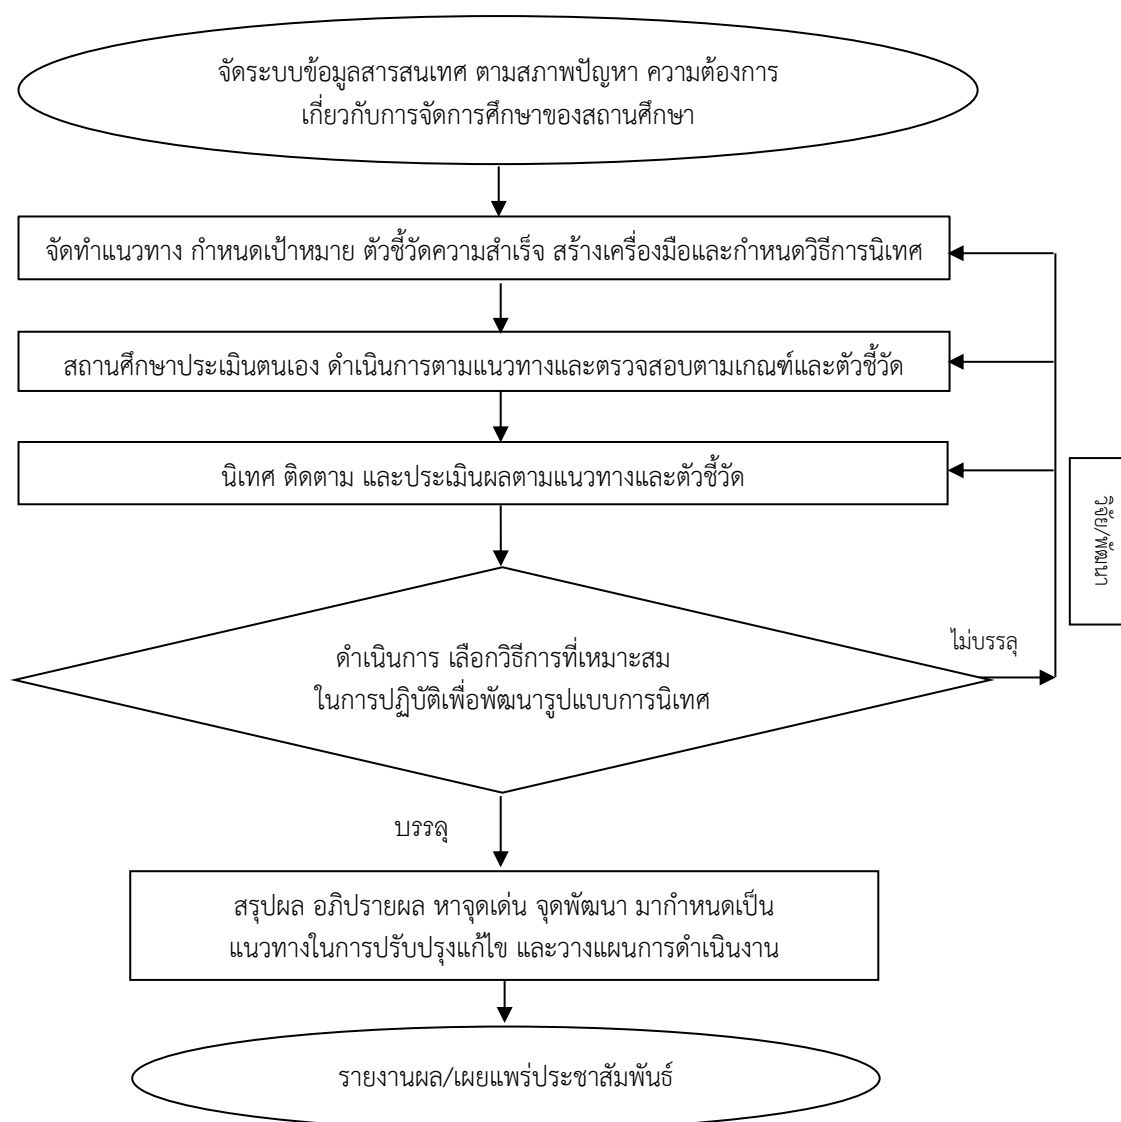 จัดระบบข้อมูลสารสนเทศ ตามสภาพปัญหา ความต้องการ
เกี่ยวกับการจัดการศึกษาของสถานศึกษา
จัดทำแนวทาง กำหนดเป้าหมาย ตัวชี้วัดความสำเร็จ สร้างเครื่องมือและกำหนดวิธีการนิเทศ
สถานศึกษาประเมินตนเอง ดำเนินการตามแนวทางและตรวจสอบตามเกณฑ์และตัวชี้วัด
นิเทศ ติดตาม และประเมินผลตามแนวทางและตัวชี้วัด
วิจัย/พัฒนา
ดำเนินการ เลือกวิธีการที่เหมาะสม
ในการปฏิบัติเพื่อพัฒนารูปแบบการนิเทศ
ไม่บรรลุ
บรรลุ
สรุปผล อภิปรายผล หาจุดเด่น จุดพัฒนา มากำหนดเป็น
แนวทางในการปรับปรุงแก้ไข และวางแผนการดำเนินงาน
รายงานผล/เผยแพร่ประชาสัมพันธ์